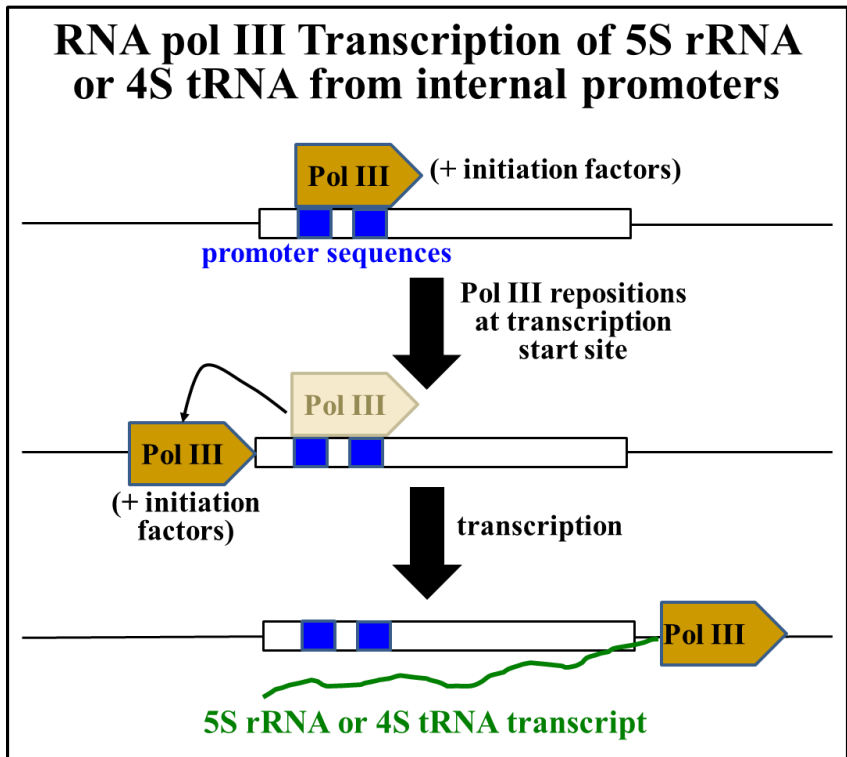 RNA pol III Transcription of 5S rRNA
or 4S tRNA from internal promoters
Pol III
(+ initiation factors)
promoter sequences
Pol III repositions
at transcription
start site
Pol III
Pol III
(+ initiation
factors)
transcription
Pol III
5S rRNA or 4S tRNA transcript